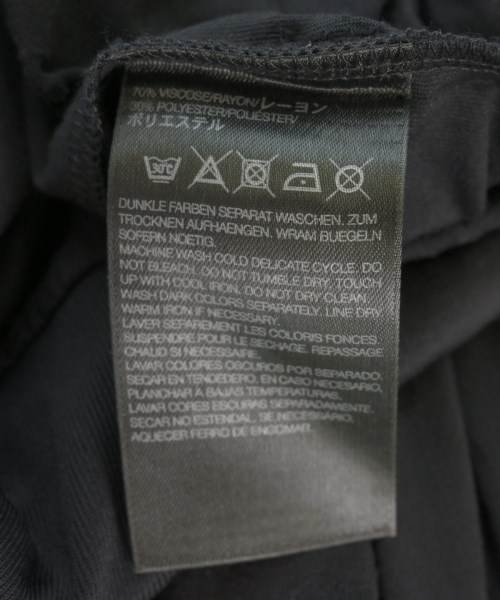 70% VISCOSE/RAYON/レーヨン
30% POLYESTER/POLIÉSTER/
ポリエステル
30°C
DUNKLE FARBEN SEPARAT WASCHEN. ZUM
TROCKNEN AUFHAENGEN. WRAM BUEGELN
SOFERN NOETIG.
MACHINE WASH COLD DELICATE CYCLE. DO
NOT BLEACH. DO NOT TUMBLE DRY. TOUCH
UP WITH COOL IRON. DO NOT DRY CLEAN.
WASH DARK COLORS SEPARATELY. LINE DRY.
WARM IRON IF NECESSARY.
LAVER SEPAREMENT LES COLORIS FONCES.
SUSPENDRE POUR LE SECHAGE. REPASSAGE
CHAUD SI NECESSAIRE.
LAVAR COLORES OSCUROS POR SEPARADO.
SECAR EN TENDEDERO. EN CASO NECESARIO,
PLANCHAR A BAJAS TEMPERATURAS.
LAVAR CORES ESCURAS SEPARADAMENTE.
SECAR NO ESTENDAL. SE NECESSARIO,
AQUECER FERRO DE ENGOMAR.